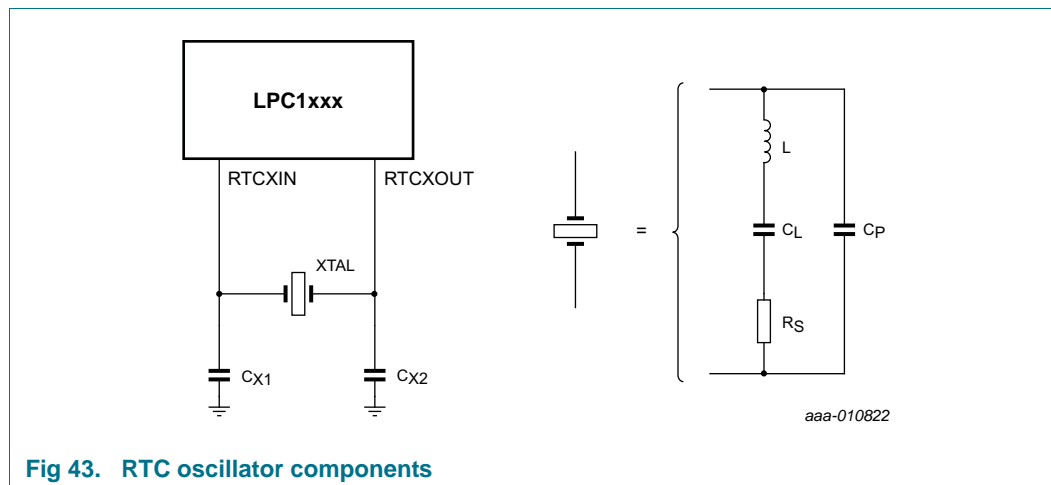 LPC1xxx
RTCXIN
RTCXOUT
XTAL
CX1
CX2
=
L
CL
CP
RS
aaa-010822
Fig 43. RTC oscillator components